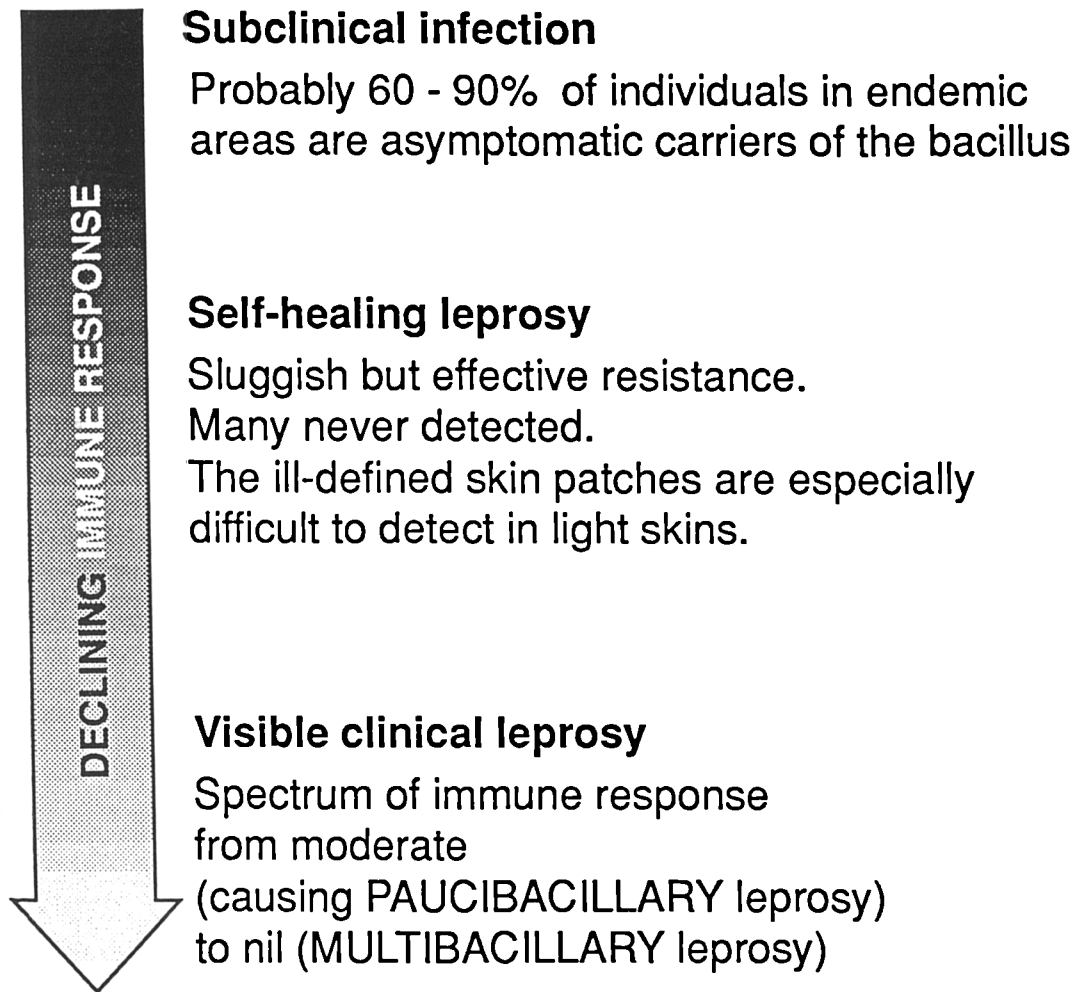 DECLINING IMMUNE RESPONSE
Subclinical infection
Probably 60 - 90% of individuals in endemic
areas are asymptomatic carriers of the bacillus
Self-healing leprosy
Sluggish but effective resistance.
Many never detected.
The ill-defined skin patches are especially
difficult to detect in light skins.
Visible clinical leprosy
Spectrum of immune response
from moderate
(causing PAUCIBACILLARY leprosy)
to nil (MULTIBACILLARY leprosy)